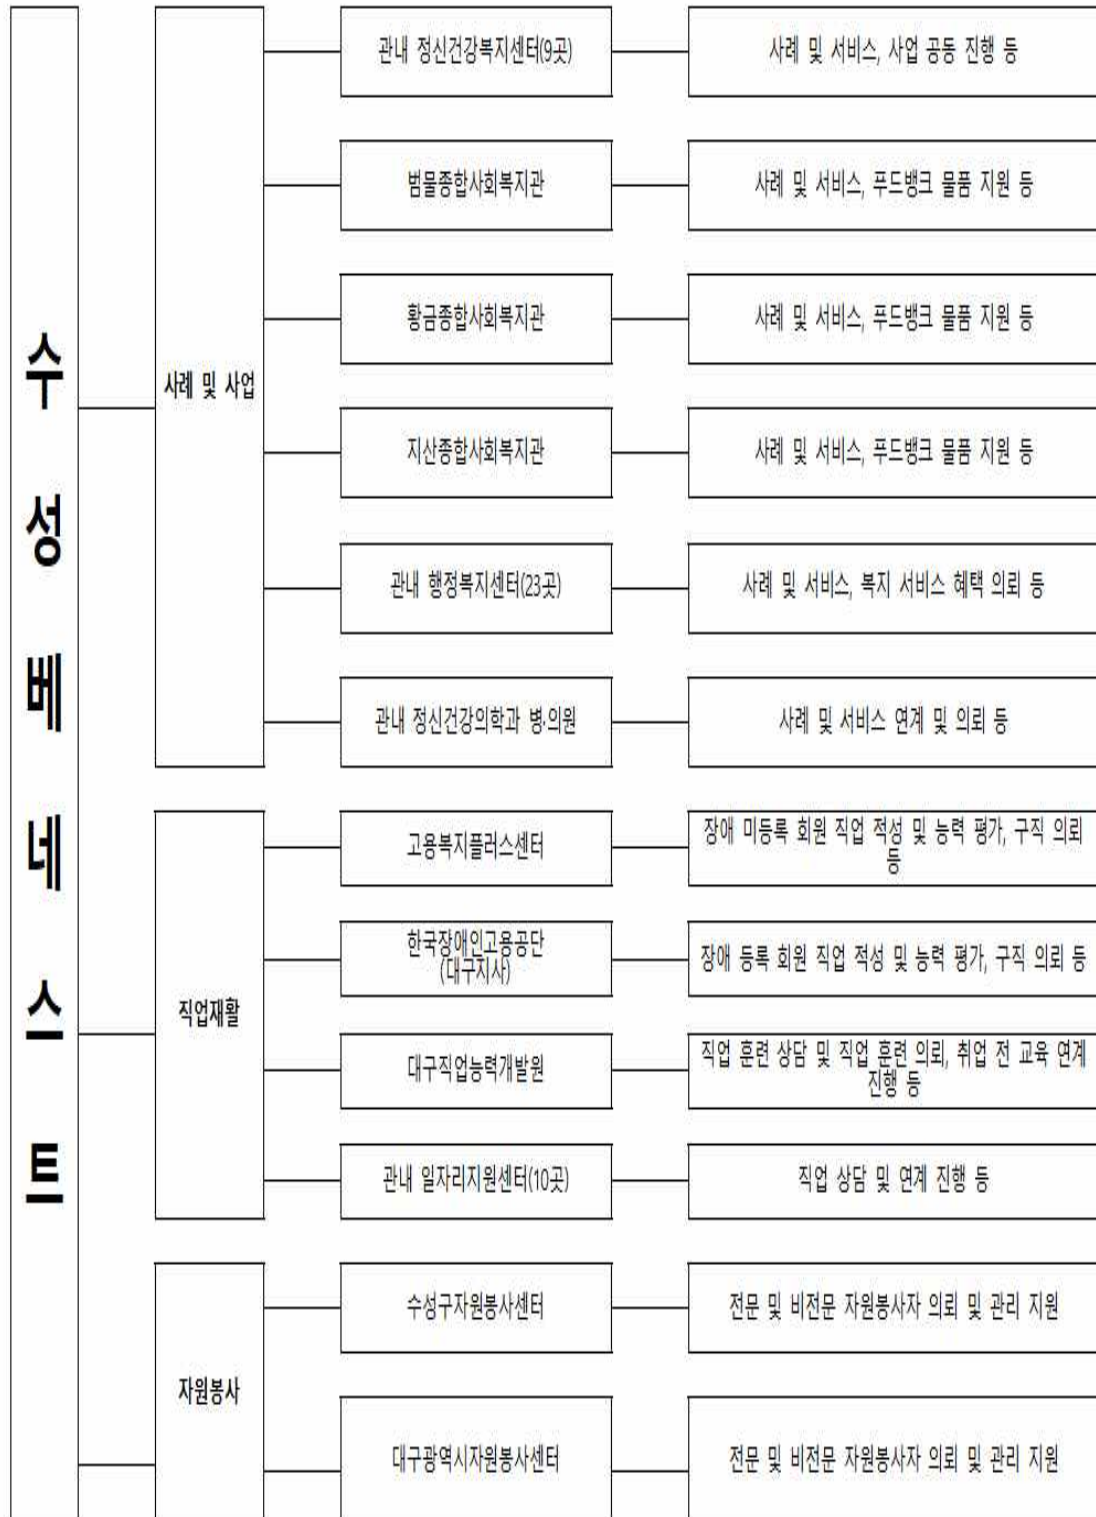 수성베네스트
사례 및 사업
관내 정신건강복지센터(9곳)
사례 및 서비스, 사업 공동 진행 등
범물종합사회복지관
사례 및 서비스, 푸드뱅크 물품 지원 등
황금종합사회복지관
사례 및 서비스, 푸드뱅크 물품 지원 등
지산종합사회복지관
사례 및 서비스, 푸드뱅크 물품 지원 등
관내 행정복지센터(23곳)
사례 및 서비스, 복지 서비스 혜택 의뢰 등
관내 정신건강의학과 병·의원
사례 및 서비스 연계 및 의뢰 등
직업재활
고용복지플러스센터
장애 미등록 회원 직업 적성 및 능력 평가, 구직 의뢰
등
한국장애인고용공단
(대구지사)
장애 등록 회원 직업 적성 및 능력 평가, 구직 의뢰 등
대구직업능력개발원
직업 훈련 상담 및 직업 훈련 의뢰, 취업 전 교육 연계
진행 등
관내 일자리지원센터(10곳)
직업 상담 및 연계 진행 등
자원봉사
수성구자원봉사센터
전문 및 비전문 자원봉사자 의뢰 및 관리 지원
대구광역시자원봉사센터
전문 및 비전문 자원봉사자 의뢰 및 관리 지원